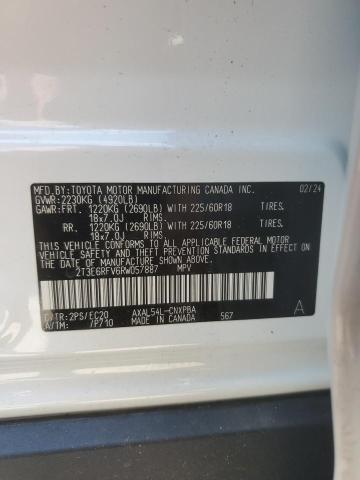 MFD.BY:TOYOTA MOTOR MANUFACTURING CANADA INC. 02/24
GVWR:2230KG (4920LB)
GAWR:FRT. 1220KG (2690LB) WITH 225/60R18 TIRES,
18x7.0J RIMS.
RR. 1220KG (2690LB) WITH 225/60R18 TIRES,
18x7.0J RIMS.
THIS VEHICLE CONFORMS TO ALL APPLICABLE FEDERAL MOTOR
VEHICLE SAFETY AND THEFT PREVENTION STANDARDS IN EFFECT
ON THE DATE OF MANUFACTURE SHOWN ABOVE.
2T3E6RFV6RW057887 MPV
C/TR:2PS/EC20 AXAL54L-CNXPBA
A/TM: /P710 MADE IN CANADA 567 A